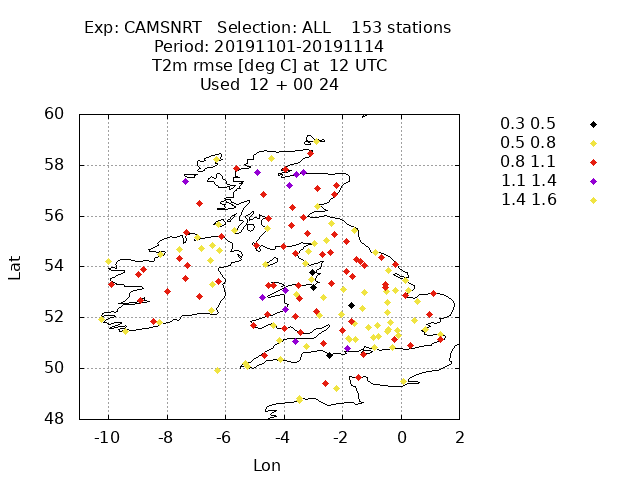 Exp: CAMSNRT Selection: ALL 153 stations
Period: 20191101-20191114
T2m rmse [deg C] at 12 UTC
Used 12 + 00 24
60
58
56
54
52
50
48
Lat
-10 -8 -6 -4 -2 0 2
Lon
0.3 0.5
0.5 0.8
0.8 1.1
1.1 1.4
1.4 1.6